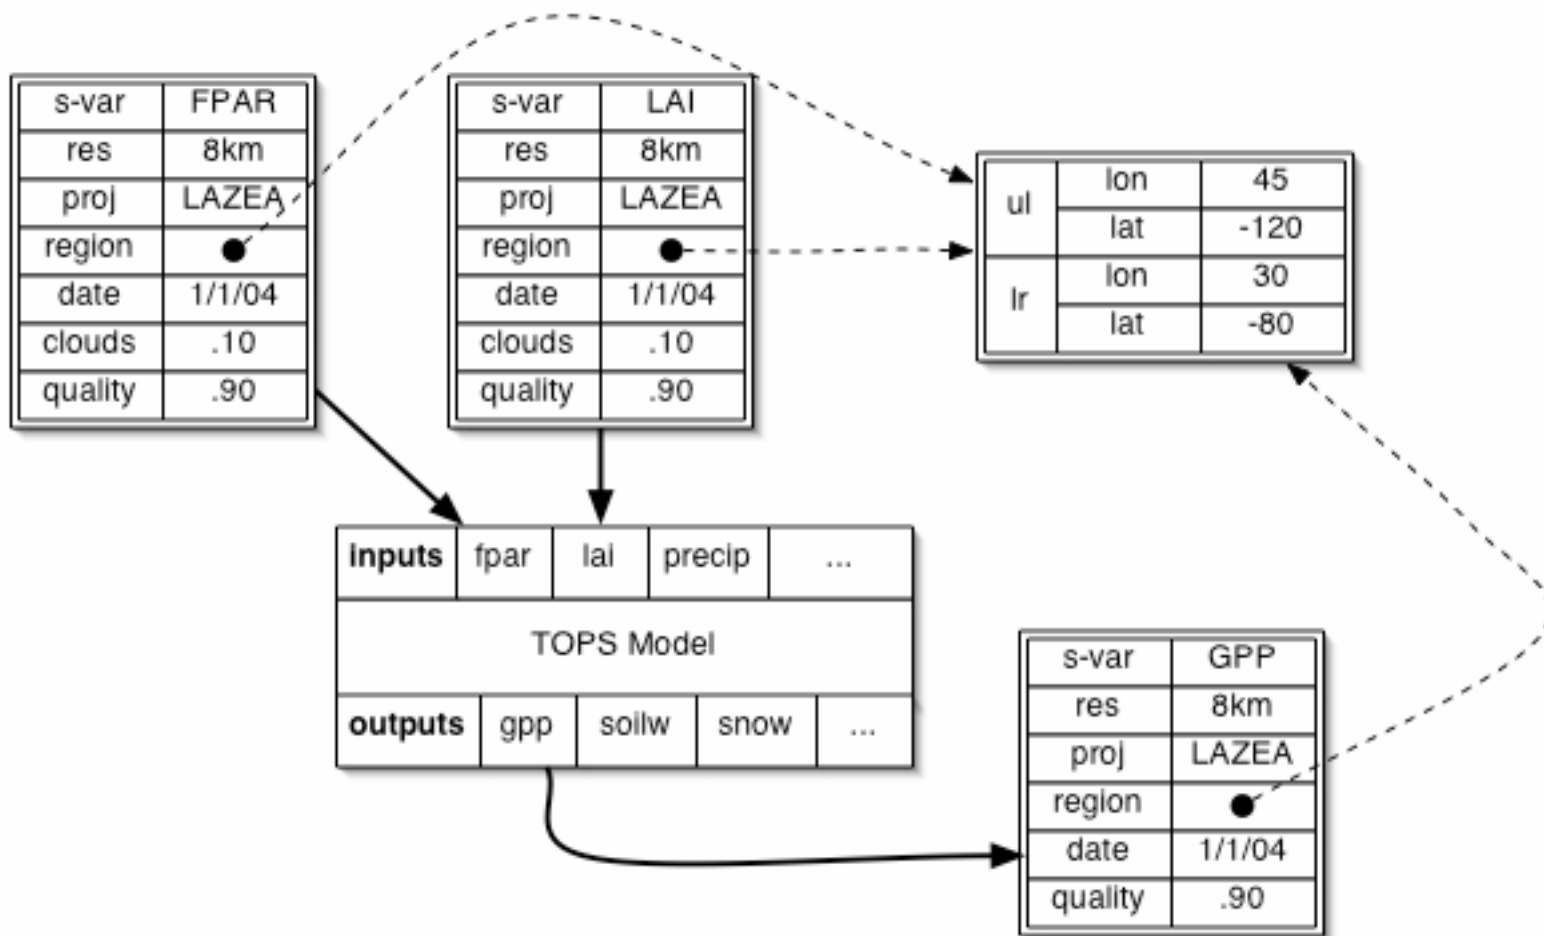 s-var FPAR
res 8km
proj LAZEA
region
date 1/1/04
clouds .10
quality .90
s-var LAI
res 8km
proj LAZEA
region
date 1/1/04
clouds .10
quality .90
ul lon 45
lat -120
lr lon 30
lat -80
inputs fpar lai precip ...
TOPS Model
outputs gpp soilw snow ...
s-var GPP
res 8km
proj LAZEA
region
date 1/1/04
quality .90